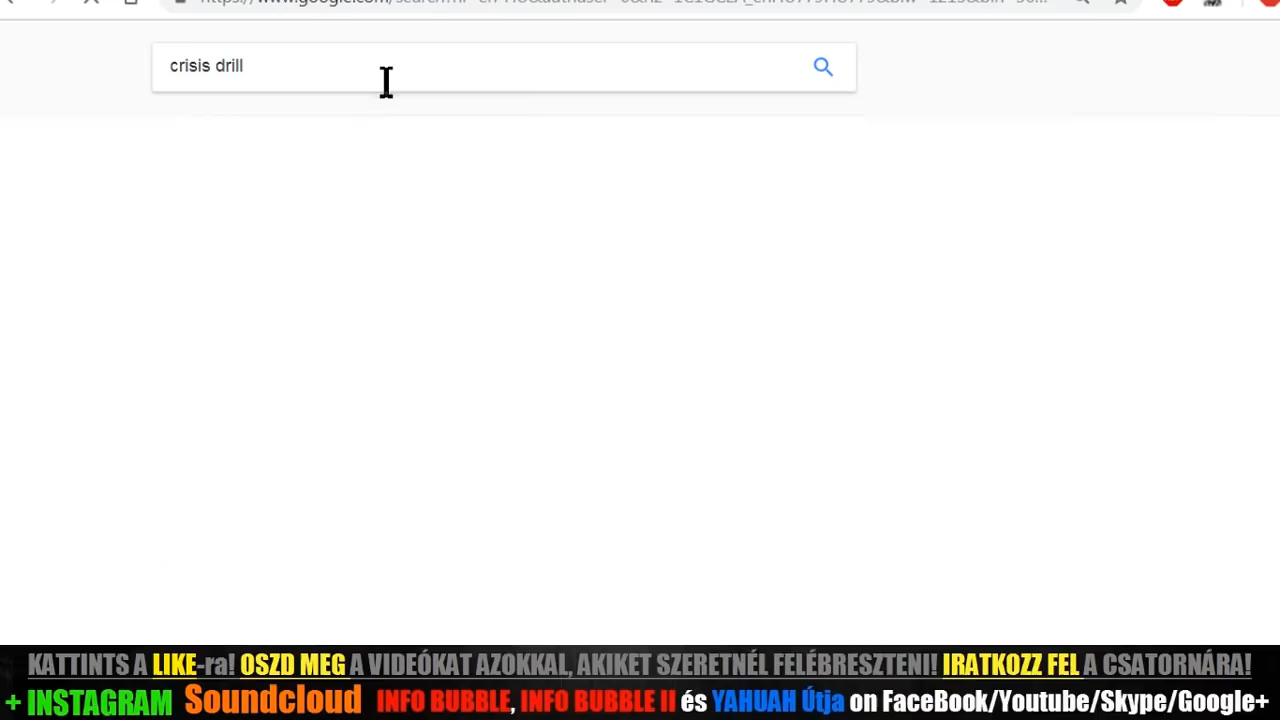 crisis drill
KATTINTS A LIKE-ra! OSZD MEG A VIDEÓKAT AZOKKAL, AKIKET SZERETNÉL FELÉBRESZTENI! IRATKOZZ FEL A CSATORNÁRA!
+ INSTAGRAM Soundcloud INFO BUBBLE, INFO BUBBLE II és YAHUAH Útja on FaceBook/Youtube/Skype/Google+